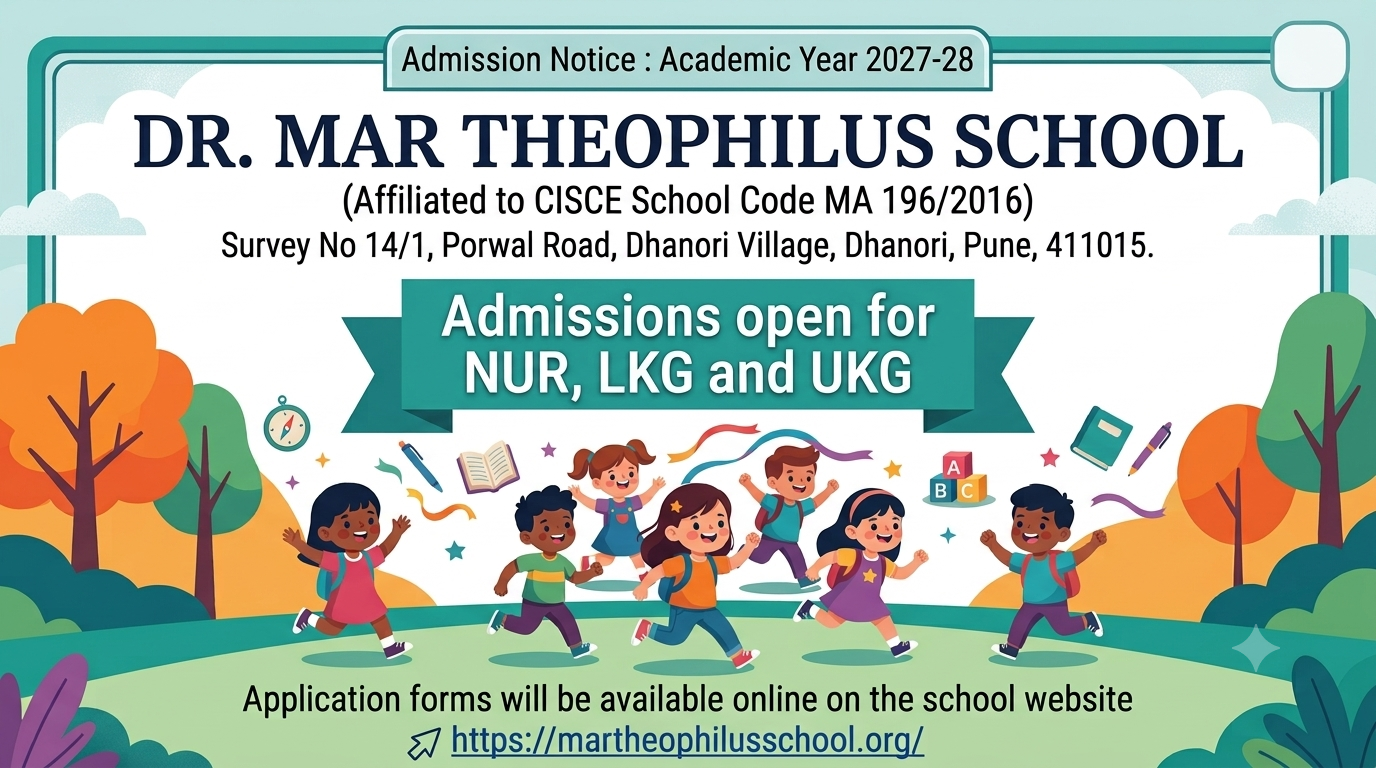 Admission Notice : Academic Year 2027-28
DR. MAR THEOPHILUS SCHOOL
(Affiliated to CISCE School Code MA 196/2016)
Survey No 14/1, Porwal Road, Dhanori Village, Dhanori, Pune, 411015.
Admissions open for
NUR, LKG and UKG
A
B C
Application forms will be available online on the school website
https://martheophilusschool.org/